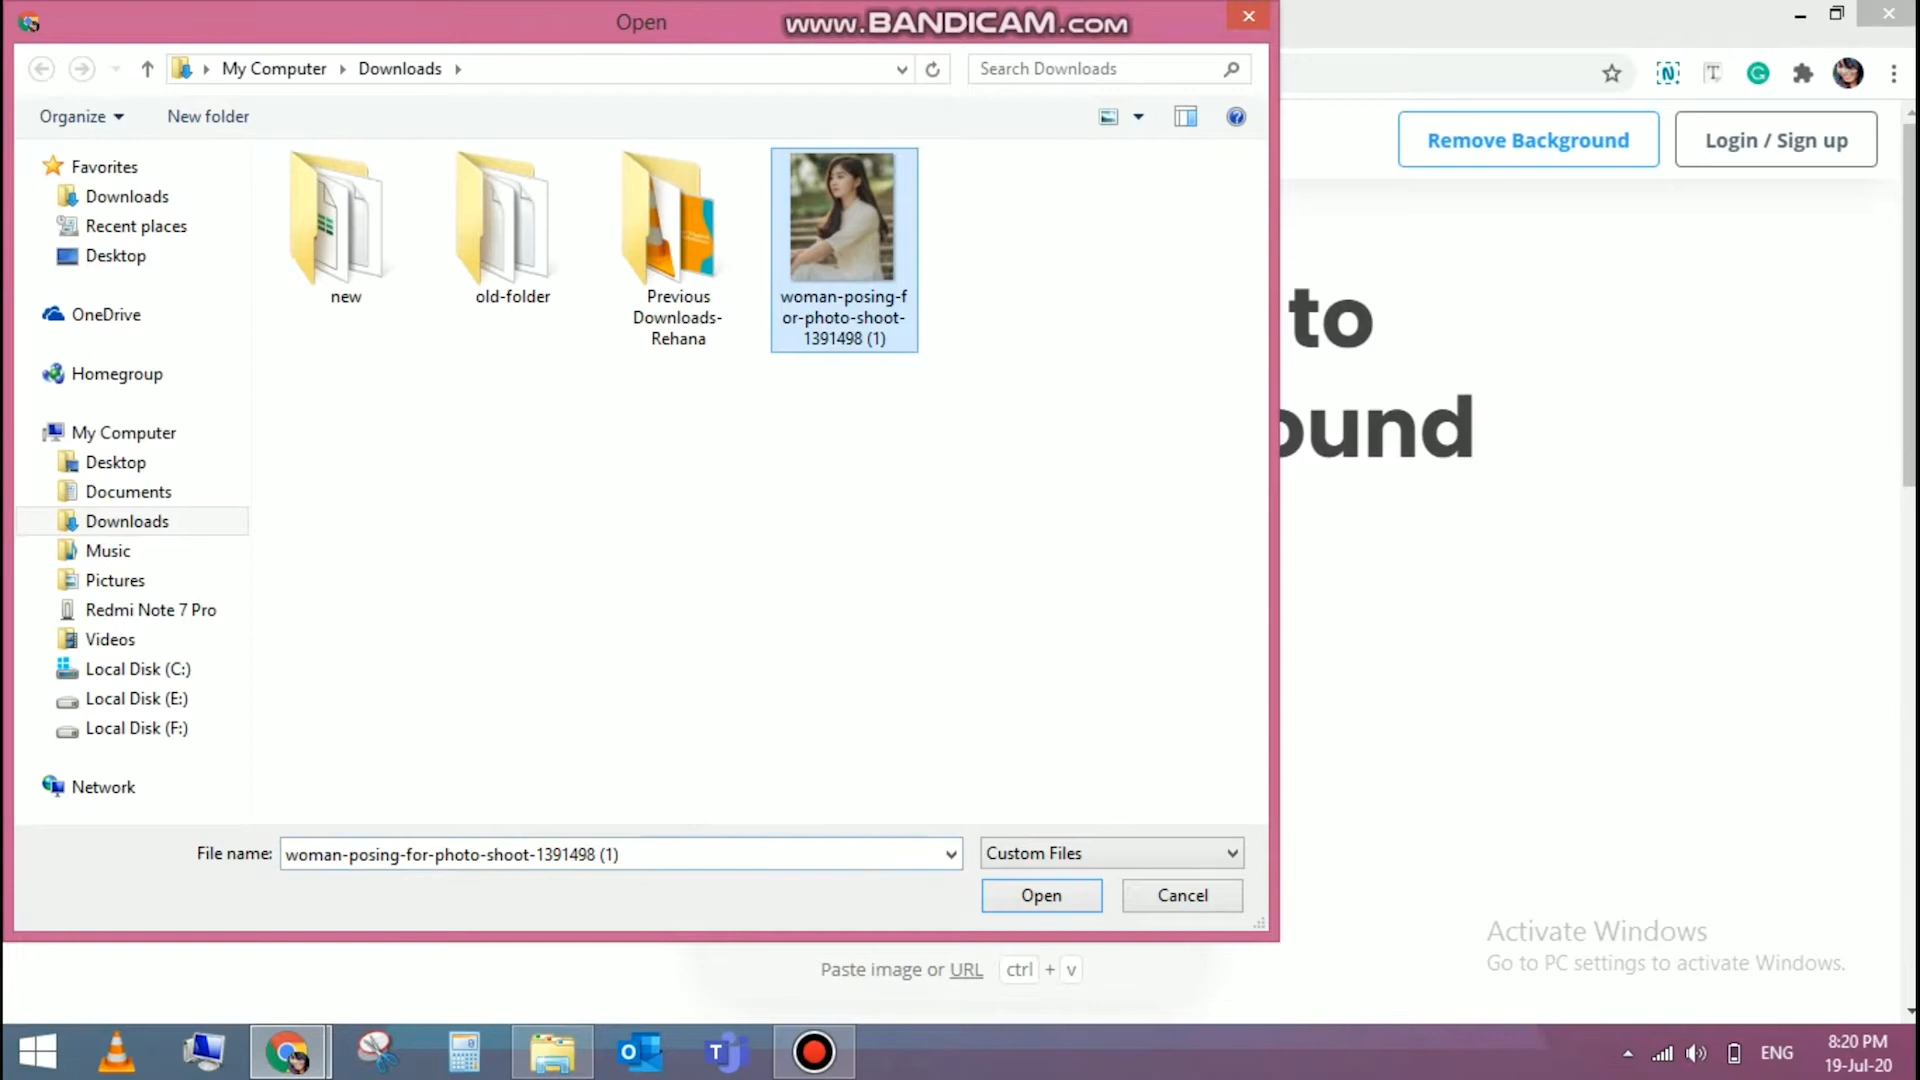 Open
www.BANDICAM.com
My Computer
Downloads
Search Downloads
Organize
New folder
Remove Background
Login / Sign up
Favorites
Downloads
Recent places
Desktop
OneDrive
Homegroup
My Computer
Desktop
Documents
Downloads
Music
Pictures
Redmi Note 7 Pro
Videos
Local Disk (C:)
Local Disk (E:)
Local Disk (F:)
Network
new
old-folder
Previous
Downloads-
Rehana
woman-posing-f
or-photo-shoot-
1391498 (1)
to
ound
File name:
woman-posing-for-photo-shoot-1391498 (1)
Custom Files
Open
Cancel
Activate Windows
Go to PC settings to activate Windows.
Paste image or URL ctrl + v
ENG
8:20 PM
19-Jul-20